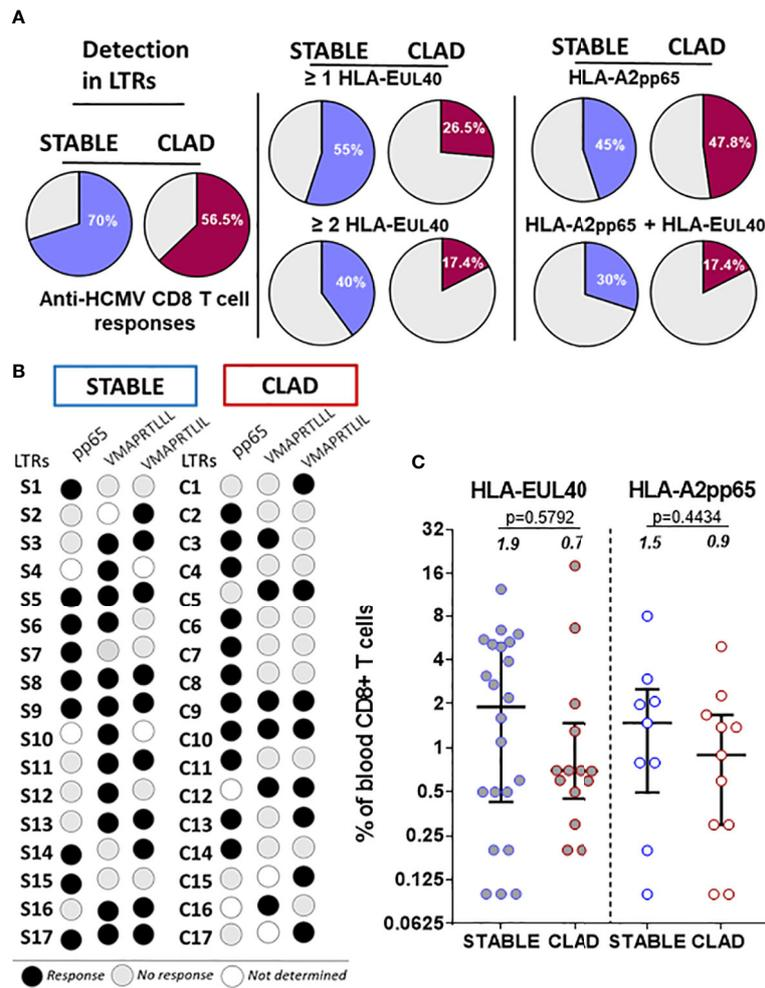 A
Detection
in LTRs
STABLE CLAD
70% 56.5%
Anti-HCMV CD8 T cell
responses
STABLE CLAD
≥ 1 HLA-EUL40
55% 26.5%
≥ 2 HLA-EUL40
40% 17.4%
STABLE CLAD
HLA-A2pp65
45% 47.8%
HLA-A2pp65 + HLA-EUL40
30% 17.4%
B
STABLE CLAD
LTRs pp65 VMAPRTLLL VMAPRTLIL LTRs pp65 VMAPRTLLL VMAPRTLIL
S1 C1
S2 C2
S3 C3
S4 C4
S5 C5
S6 C6
S7 C7
S8 C8
S9 C9
S10 C10
S11 C11
S12 C12
S13 C13
S14 C14
S15 C15
S16 C16
S17 C17
Response No response Not determined
C
HLA-EUL40 HLA-A2pp65
p=0.5792 p=0.4434
1.9 0.7 1.5 0.9
% of blood CD8+ T cells
32
16
8
4
2
1
0.5
0.25
0.125
0.0625
STABLE CLAD STABLE CLAD